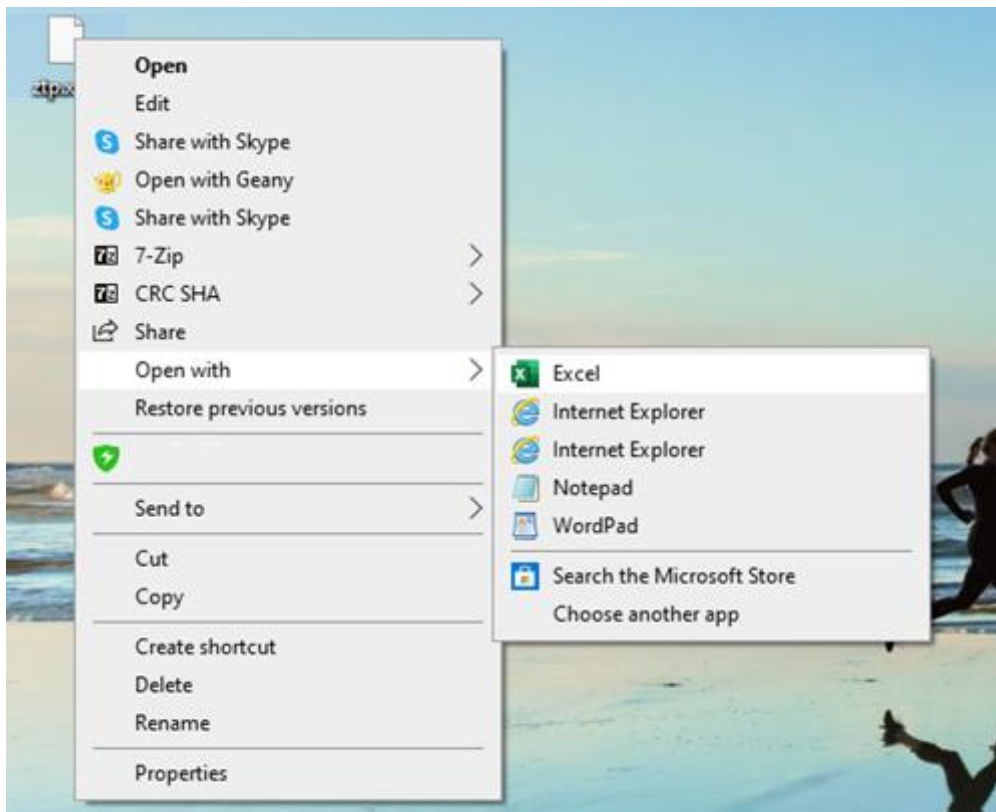 Open
Edit
Share with Skype
Open with Geany
Share with Skype
7-Zip
CRC SHA
Share
Open with
Restore previous versions
Send to
Cut
Copy
Create shortcut
Delete
Rename
Properties
Excel
Internet Explorer
Internet Explorer
Notepad
WordPad
Search the Microsoft Store
Choose another app